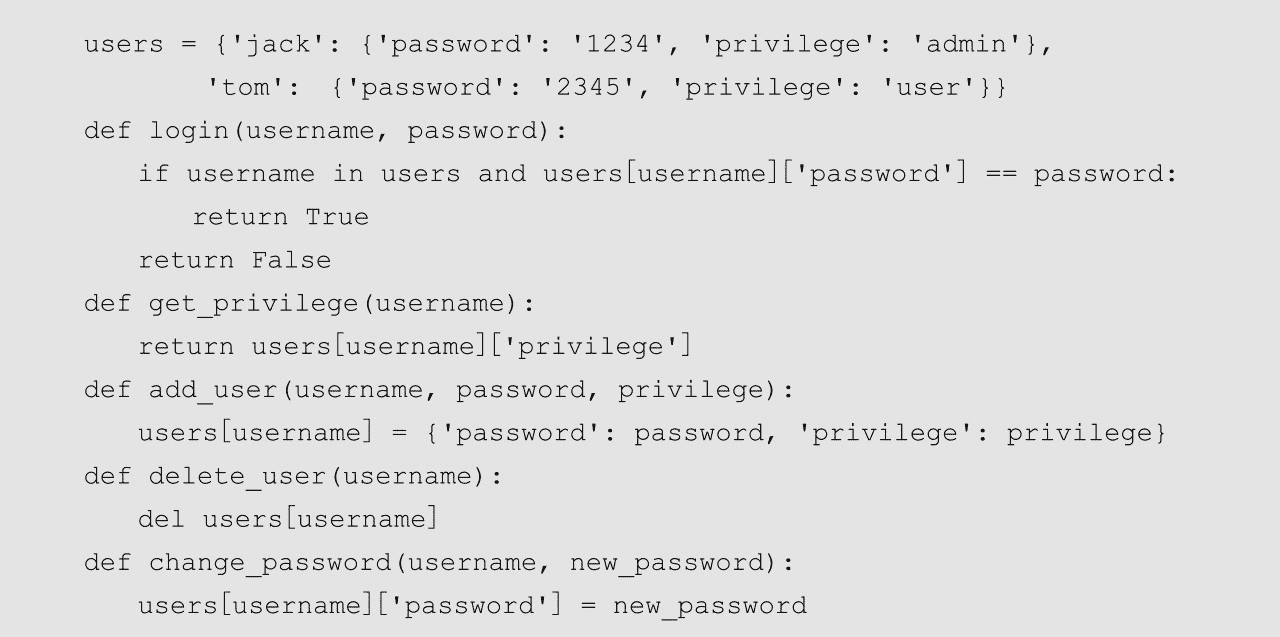 users = {'jack': {'password': '1234', 'privilege': 'admin'},
'tom': {'password': '2345', 'privilege': 'user'}}
def login(username, password):
if username in users and users[username]['password'] == password:
return True
return False
def get_privilege(username):
return users[username]['privilege']
def add_user(username, password, privilege):
users[username] = {'password': password, 'privilege': privilege}
def delete_user(username):
del users[username]
def change_password(username, new_password):
users[username]['password'] = new_password